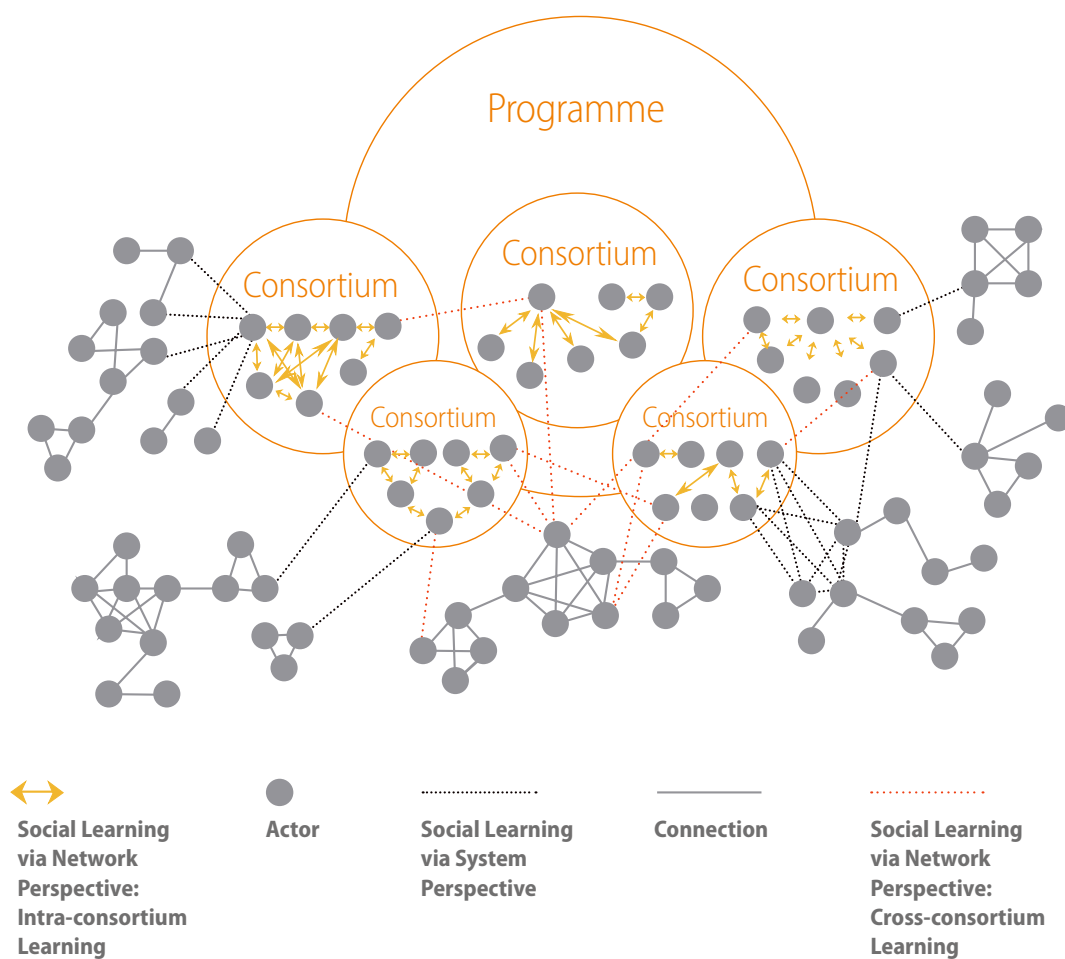 Programme
Consortium
Consortium
Consortium
Consortium
Consortium
Social Learning
via Network
Perspective:
Intra-consortium
Learning
Actor
Social Learning
via System
Perspective
Connection
Social Learning
via Network
Perspective:
Cross-consortium
Learning